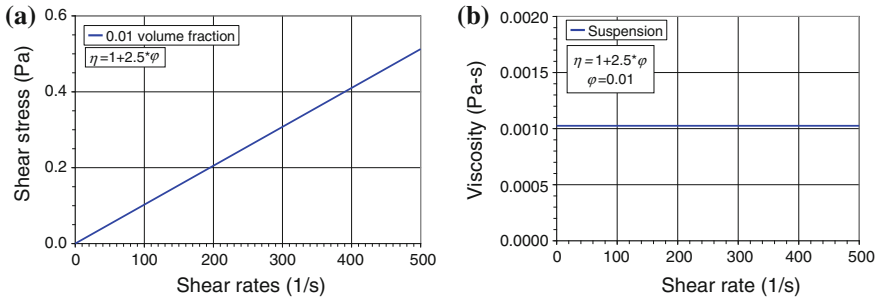 (a)
0.6
0.4
0.2
0.0
Shear stress (Pa)
0.01 volume fraction
η=1+2.5*φ
0 100 200 300 400 500
Shear rates (1/s)
(b)
0.0020
0.0015
0.0010
0.0005
0.0000
Viscosity (Pa-s)
Suspension
η=1+2.5*φ
φ=0.01
0 100 200 300 400 500
Shear rate (1/s)